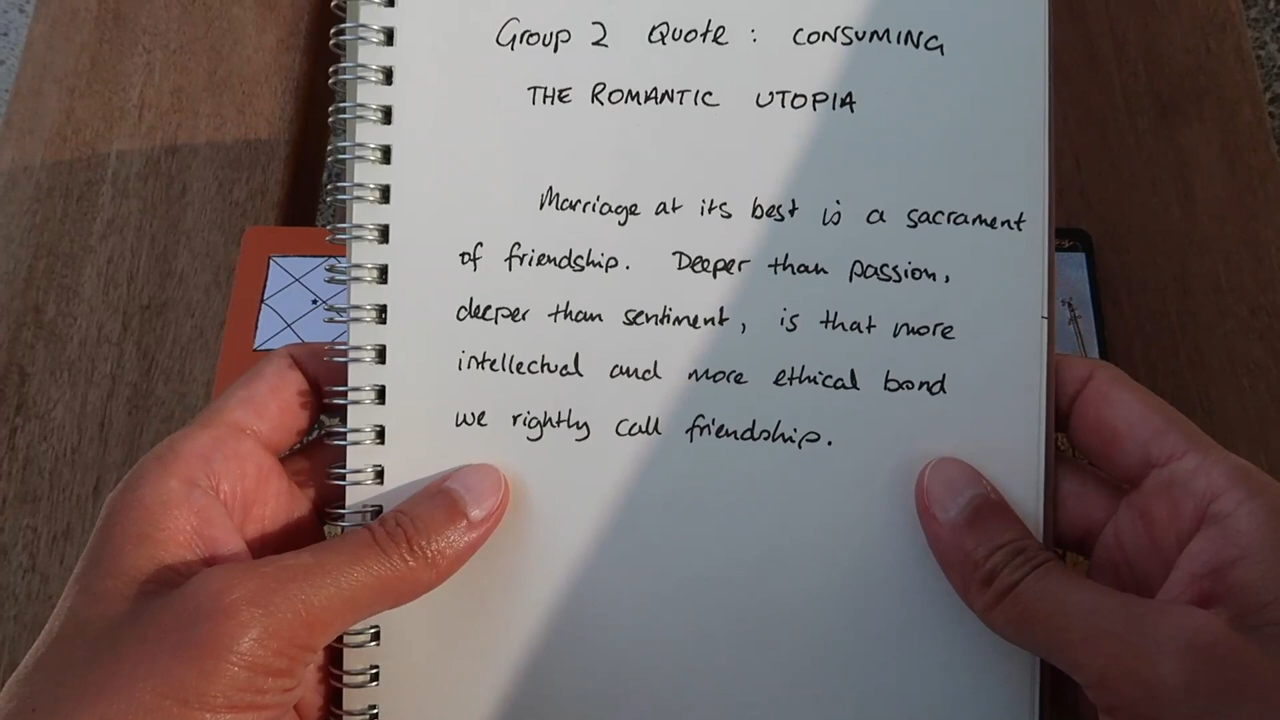 Group 2 Quote : CONSUMING
THE ROMANTIC UTOPIA
Marriage at its best is a sacrament
of friendship. Deeper than passion,
deeper than sentiment, is that more
intellectual and more ethical bond
we rightly call friendship.